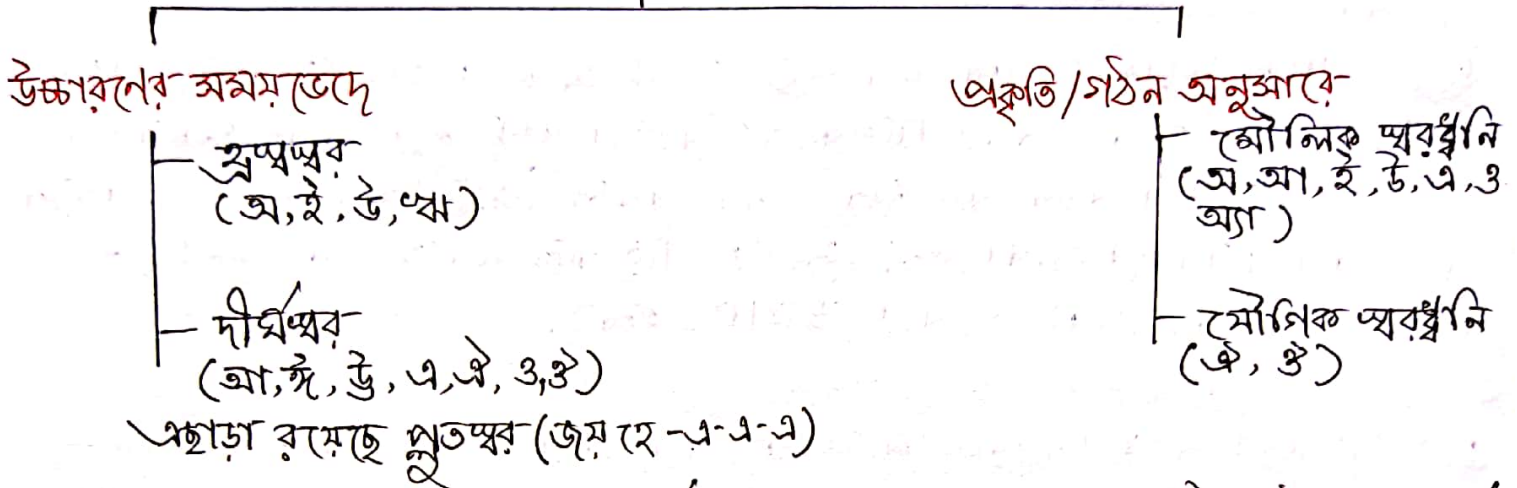 উচ্চারণের সময়ভেদে
হ্রস্বস্বর
(অ, ই, উ, ঋ)
দীর্ঘস্বর
(আ, ঈ, ঊ, এ, ঐ, ও, ঔ)
এছাড়া রয়েছে প্লুতস্বর (জয় হে -এ-এ-এ)
প্রকৃতি/গঠন অনুসারে
মৌলিক স্বরধ্বনি
(অ, আ, ই, উ, এ, ও
অ্যা)
যৌগিক স্বরধ্বনি
(ঐ, ঔ)